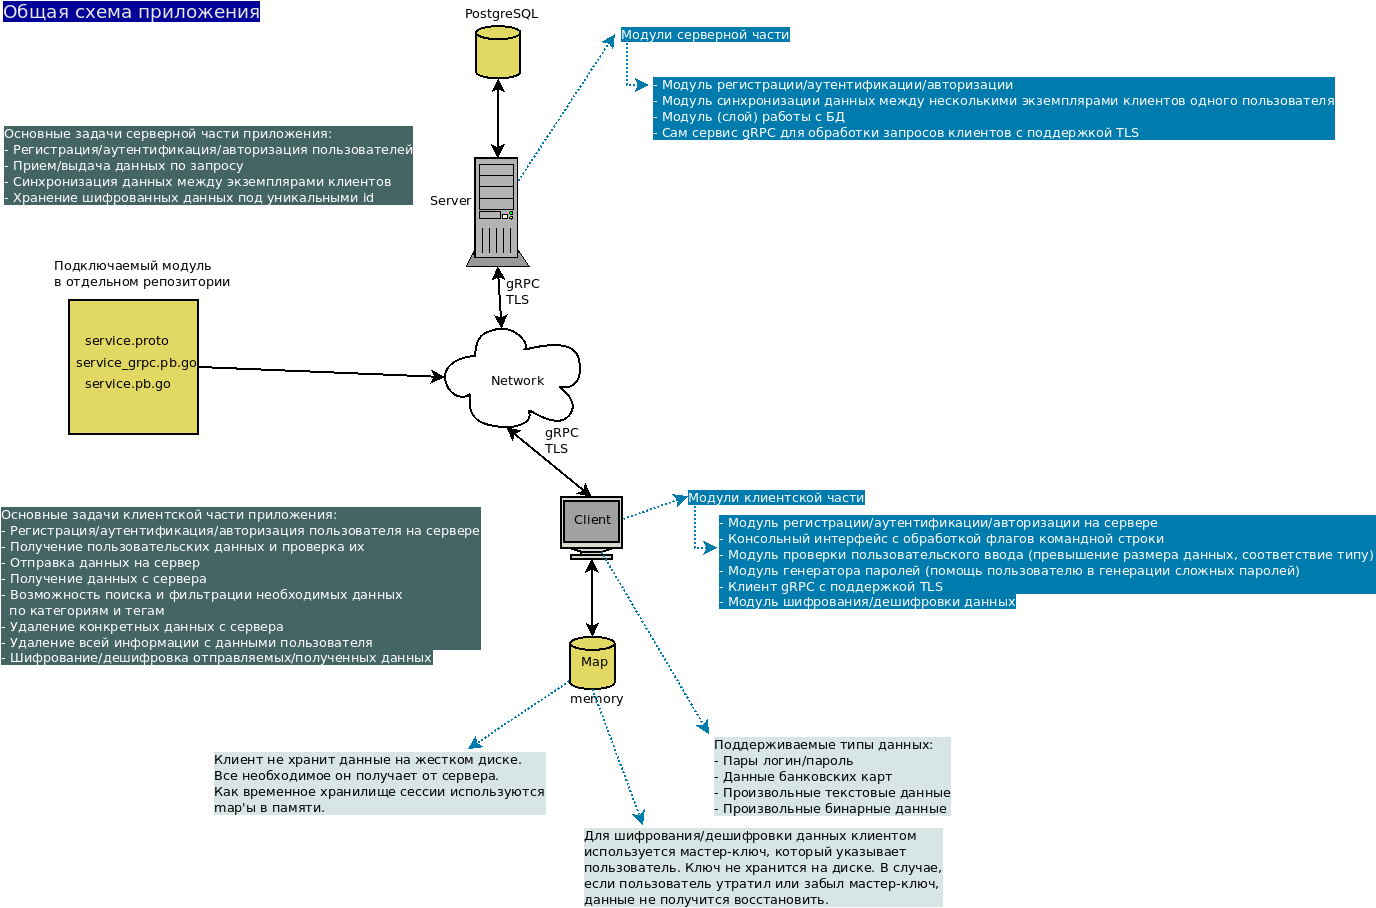 Общая схема приложения
PostgreSQL
Модули серверной части
- Модуль регистрации/аутентификации/авторизации
- Модуль синхронизации данных между несколькими экземплярами клиентов одного пользователя
- Модуль (слой) работы с БД
- Сам сервис gRPC для обработки запросов клиентов с поддержкой TLS
Основные задачи серверной части приложения:
- Регистрация/аутентификация/авторизация пользователей
- Прием/выдача данных по запросу
- Синхронизация данных между экземплярами клиентов
- Хранение шифрованных данных под уникальными id
Server
Подключаемый модуль
в отдельном репозитории
gRPC
TLS
service.proto
service_grpc.pb.go
service.pb.go
Network
gRPC
TLS
Client
Модули клиентской части
- Модуль регистрации/аутентификации/авторизации на сервере
- Консольный интерфейс с обработкой флагов командной строки
- Модуль проверки пользовательского ввода (превышение размера данных, соответствие типу)
- Модуль генератора паролей (помощь пользователю в генерации сложных паролей)
- Клиент gRPC с поддержкой TLS
- Модуль шифрования/дешифровки данных
Основные задачи клиентской части приложения:
- Регистрация/аутентификация/авторизация пользователя на сервере
- Получение пользовательских данных и проверка их
- Отправка данных на сервер
- Получение данных с сервера
- Возможность поиска и фильтрации необходимых данных
по категориям и тегам
- Удаление конкретных данных с сервера
- Удаление всей информации с данными пользователя
- Шифрование/дешифровка отправляемых/полученных данных
Map
memory
Клиент не хранит данные на жестком диске.
Все необходимое он получает от сервера.
Как временное хранилище сессии используются
map'ы в памяти.
Поддерживаемые типы данных:
- Пары логин/пароль
- Данные банковских карт
- Произвольные текстовые данные
- Произвольные бинарные данные
Для шифрования/дешифровки данных клиентом
используется мастер-ключ, который указывает
пользователь. Ключ не хранится на диске. В случае,
если пользователь утратил или забыл мастер-ключ,
данные не получится восстановить.